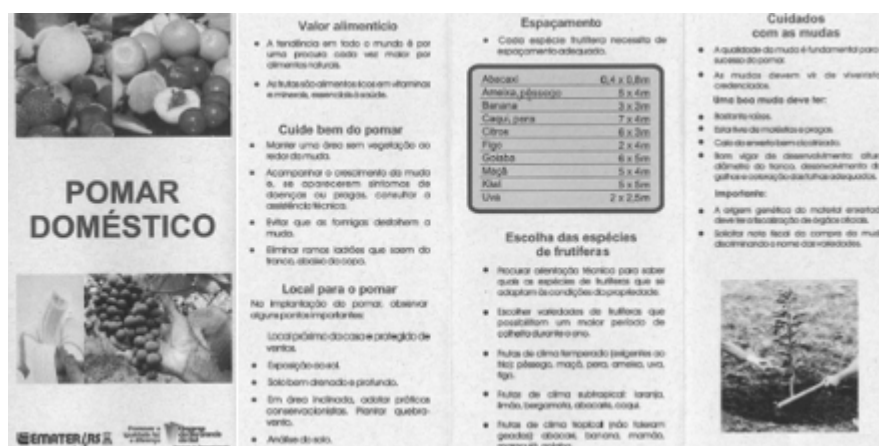 POMAR
DOMÉSTICO
EMATER/RS
Valor alimentício
• A tendência em todo o mundo é por
uma procura cada vez maior por
alimentos naturais.
• As frutas são alimentos ricos em vitaminas
e minerais, essenciais à saúde.
Cuide bem do pomar
• Manter uma área sem vegetação ao
redor da muda.
• Acompanhar o crescimento da muda
e, se aparecerem sintomas de
doenças ou pragas, consultar a
assistência técnica.
• Evitar que as formigas desfolhem a
muda.
• Eliminar ramos ladrões que saem do
tronco, abaixo da copa.
Local para o pomar
Na implantação do pomar, observar
alguns pontos importantes:
Local próximo da casa e protegido de
ventos.
• Exposição ao sol.
• Solo bem drenado e profundo.
• Em área inclinada, adotar práticas
conservacionistas. Plantar quebra-
vento.
• Análise do solo.
Espaçamento
• Cada espécie frutífera necessita de
espaçamento adequado.
Abacaxi 0,4 x 0,8m
Ameixa, pêssego 5 x 4m
Banana 3 x 3m
Caqui, pera 7 x 4m
Citros 6 x 3m
Figo 2 x 4m
Goiaba 6 x 5m
Maçã 5 x 4m
Kiwi 5 x 5m
Uva 2 x 2,5m
Escolha das espécies
de frutíferas
• Procurar orientação técnica para saber
quais as espécies de frutíferas que se
adaptam às condições da propriedade.
• Escolher variedades de frutíferas que
possibilitem um maior período de
colheita durante o ano.
• Frutas de clima temperado (exigentes ao
frio): pêssego, maçã, pera, ameixa, uva,
figo.
• Frutas de clima subtropical: laranja,
limão, bergamota, abacate, caqui.
• Frutas de clima tropical (não toleram
geadas): abacaxi, banana, mamão,
Cuidados
com as mudas
• A qualidade da muda é fundamental para
sucesso do pomar.
• As mudas devem vir de viveirista
credenciados.
Uma boa muda deve ter:
• Bastante raízes.
• Estar livre de moléstias e pragas.
• Calo do enxerto bem cicatrizado.
• Bom vigor de desenvolvimento: altura
diâmetro do tronco, desenvolvimento de
galhos e coloração das folhas adequados.
Importante:
• A origem genética do material enxertado
deve ter a fiscalização de órgãos oficiais.
• Solicitar nota fiscal da compra da muda
discriminando o nome das variedades.